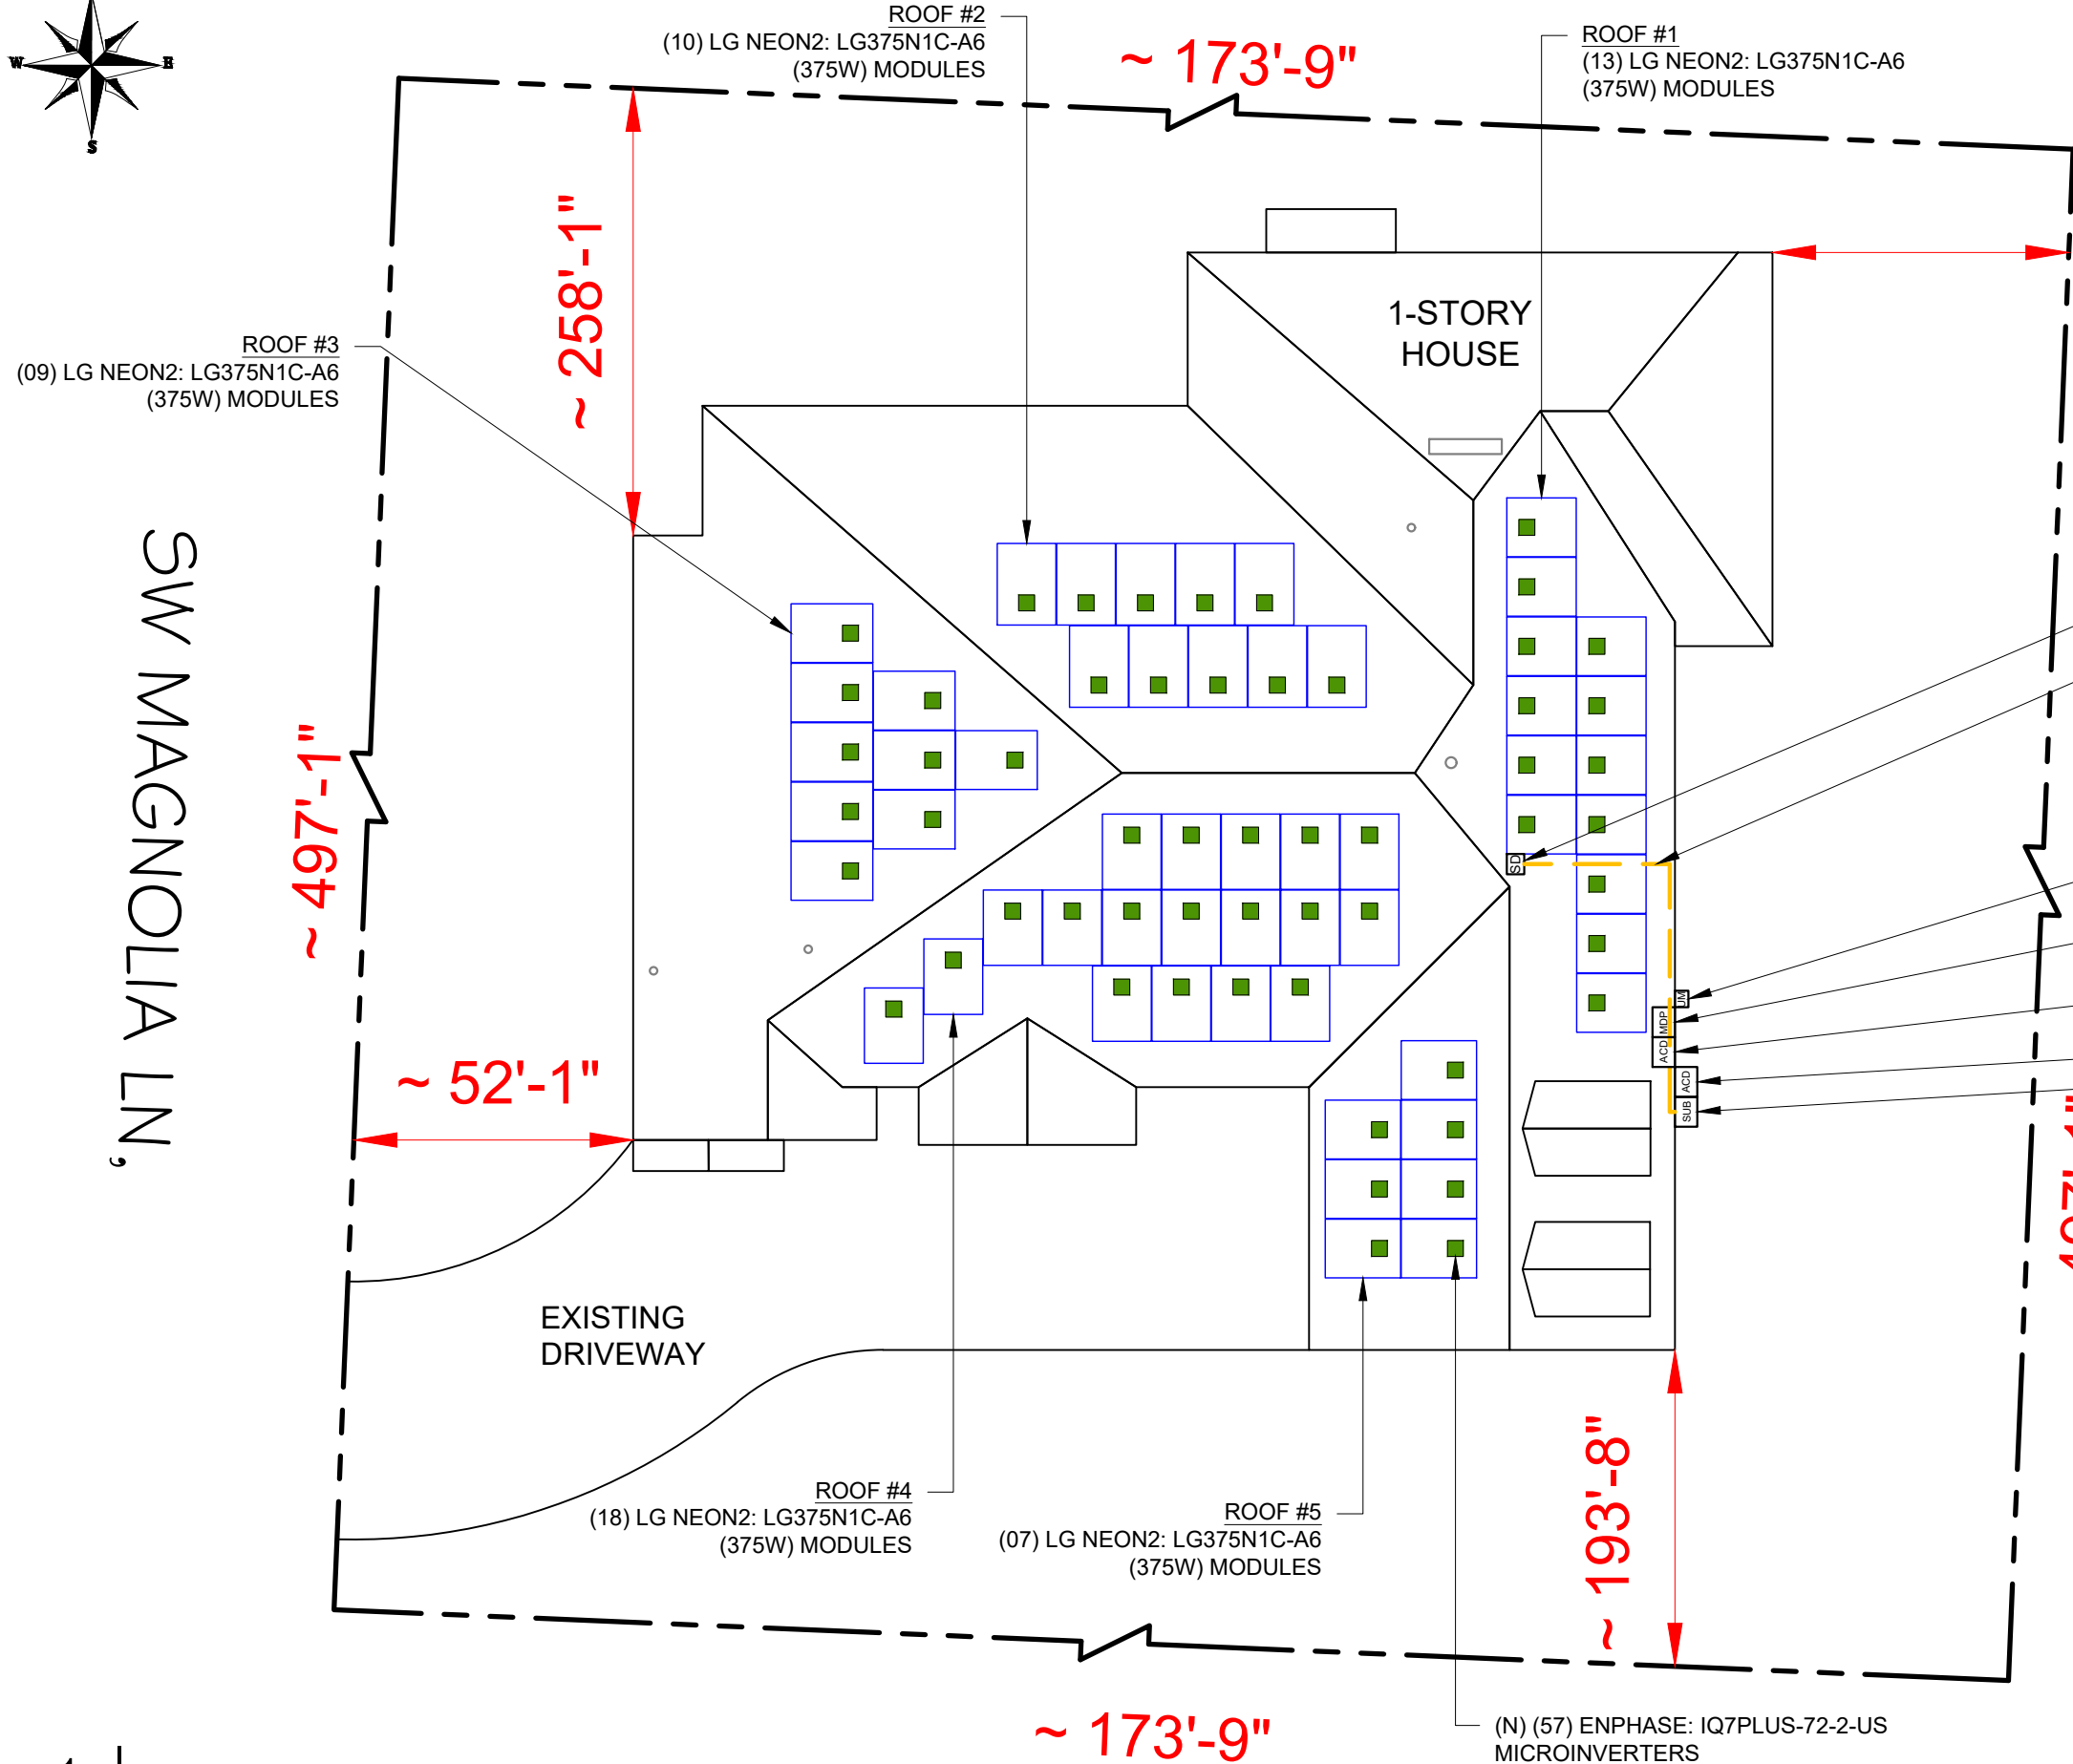 ROOF #2
(10) LG NEON2: LG375N1C-A6
(375W) MODULES
~ 173'-9"
ROOF #1
(13) LG NEON2: LG375N1C-A6
(375W) MODULES
W
E
S
~ 258'-1"
1-STORY
HOUSE
ROOF #3
(09) LG NEON2: LG375N1C-A6
(375W) MODULES
SW MAGNOLIA LN,
~ 497'-1"
SD
UM
MDP
ACD
ACD
SUB
~ 52'-1"
EXISTING
DRIVEWAY
ROOF #4
(18) LG NEON2: LG375N1C-A6
(375W) MODULES
ROOF #5
(07) LG NEON2: LG375N1C-A6
(375W) MODULES
~ 193'-8"
~ 173'-9"
(N) (57) ENPHASE: IQ7PLUS-72-2-US
MICROINVERTERS